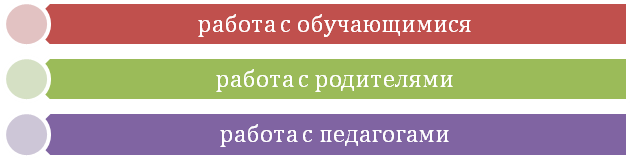 работа с обучающимися
работа с родителями
работа с педагогами